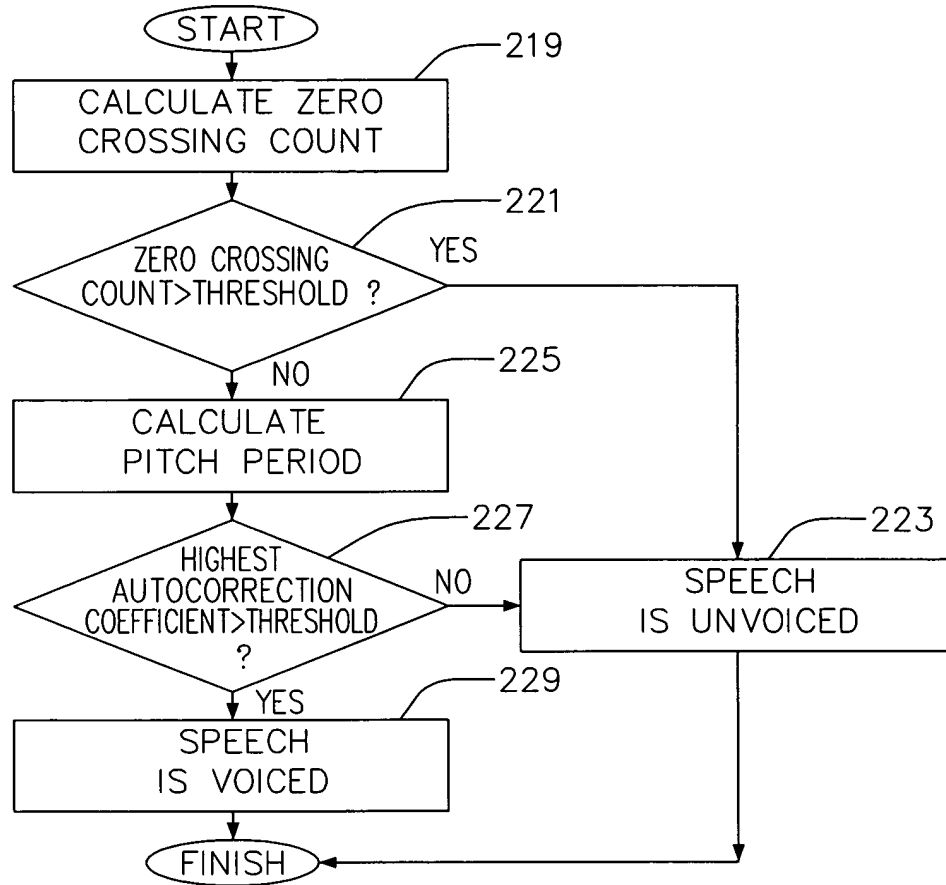 START
219
CALCULATE ZERO
CROSSING COUNT
221
YES
ZERO CROSSING
COUNT>THRESHOLD ?
NO
225
CALCULATE
PITCH PERIOD
227
223
HIGHEST
AUTOCORRECTION
COEFFICIENT>THRESHOLD
?
NO
SPEECH
IS UNVOICED
YES
229
SPEECH
IS VOICED
FINISH